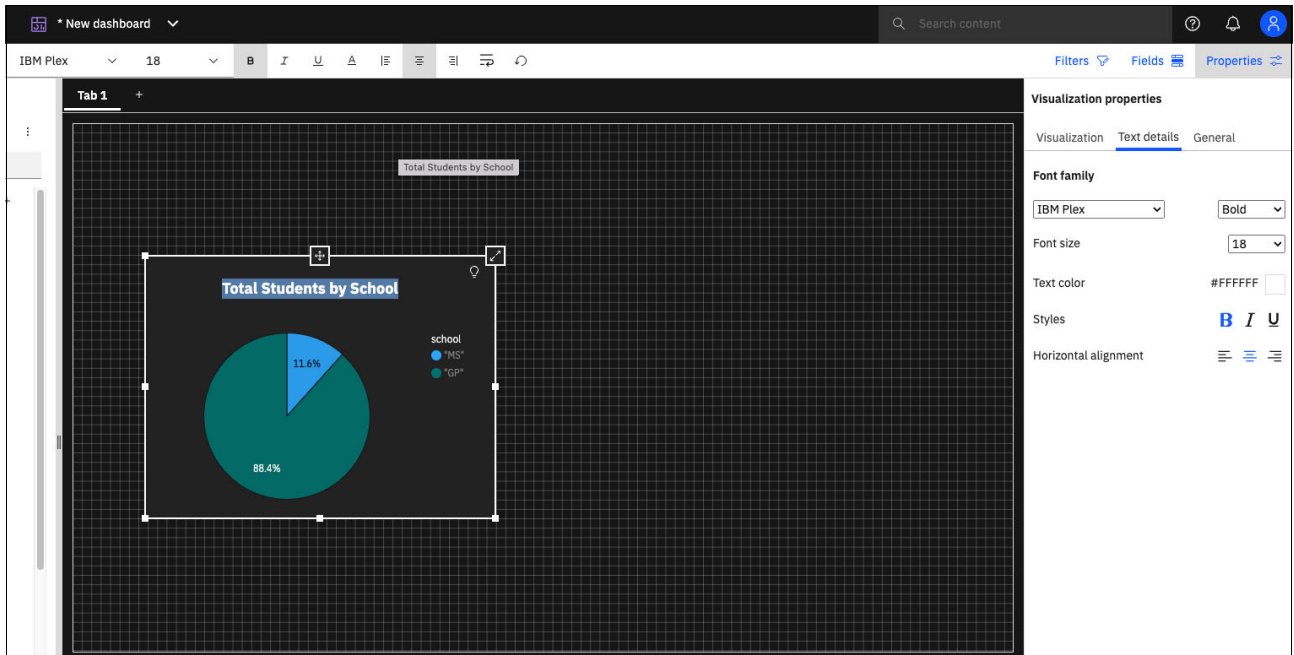 * New dashboard
Search content
IBM Plex 18 B I U A
Filters Fields Properties
Tab 1 +
Visualization properties
Visualization Text details General
Total Students by School
Font family
IBM Plex Bold
Font size 18
Text color #FFFFFF
Styles B I U
Horizontal alignment
Total Students by School
school
"MS"
"GP"
11.6%
88.4%